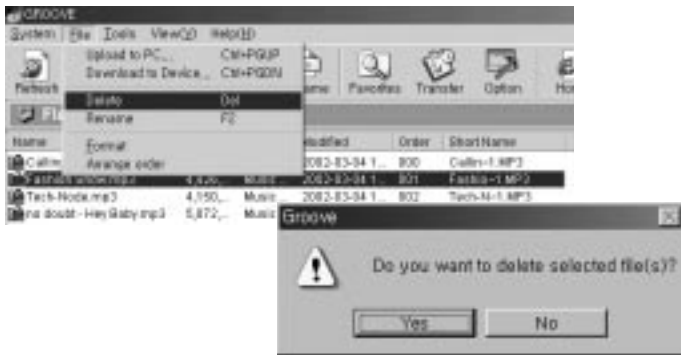 GROOVE
System File Tools View(V) Help(H)
Upload to PC... Ctrl+PGUP
Download to Device... Ctrl+PGDN
Delete Del
Rename F2
Format
Arrange order
Refresh Favorites Transfer Option
Name Modified Order Short Name
2002-03-04 1... 000 Callin~1.MP3
2002-03-04 1... 001 Fashio~1.MP3
Tech-Node.mp3 4,150,... Music 2002-03-04 1... 002 Tech-N~1.MP3
no doubt - Hey Baby.mp3 5,872,... Music
Groove
Do you want to delete selected file(s)?
Yes No